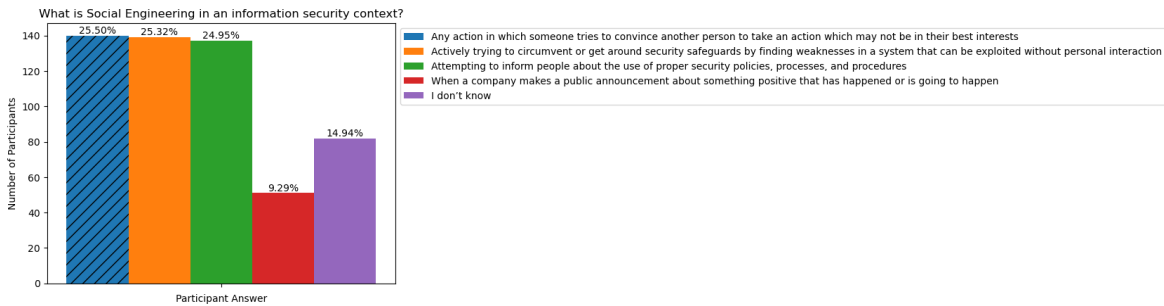 What is Social Engineering in an information security context?
140
120
100
80
60
40
20
0
Number of Participants
25.50%
25.32%
24.95%
9.29%
14.94%
Participant Answer
Any action in which someone tries to convince another person to take an action which may not be in their best interests
Actively trying to circumvent or get around security safeguards by finding weaknesses in a system that can be exploited without personal interaction
Attempting to inform people about the use of proper security policies, processes, and procedures
When a company makes a public announcement about something positive that has happened or is going to happen
I don’t know